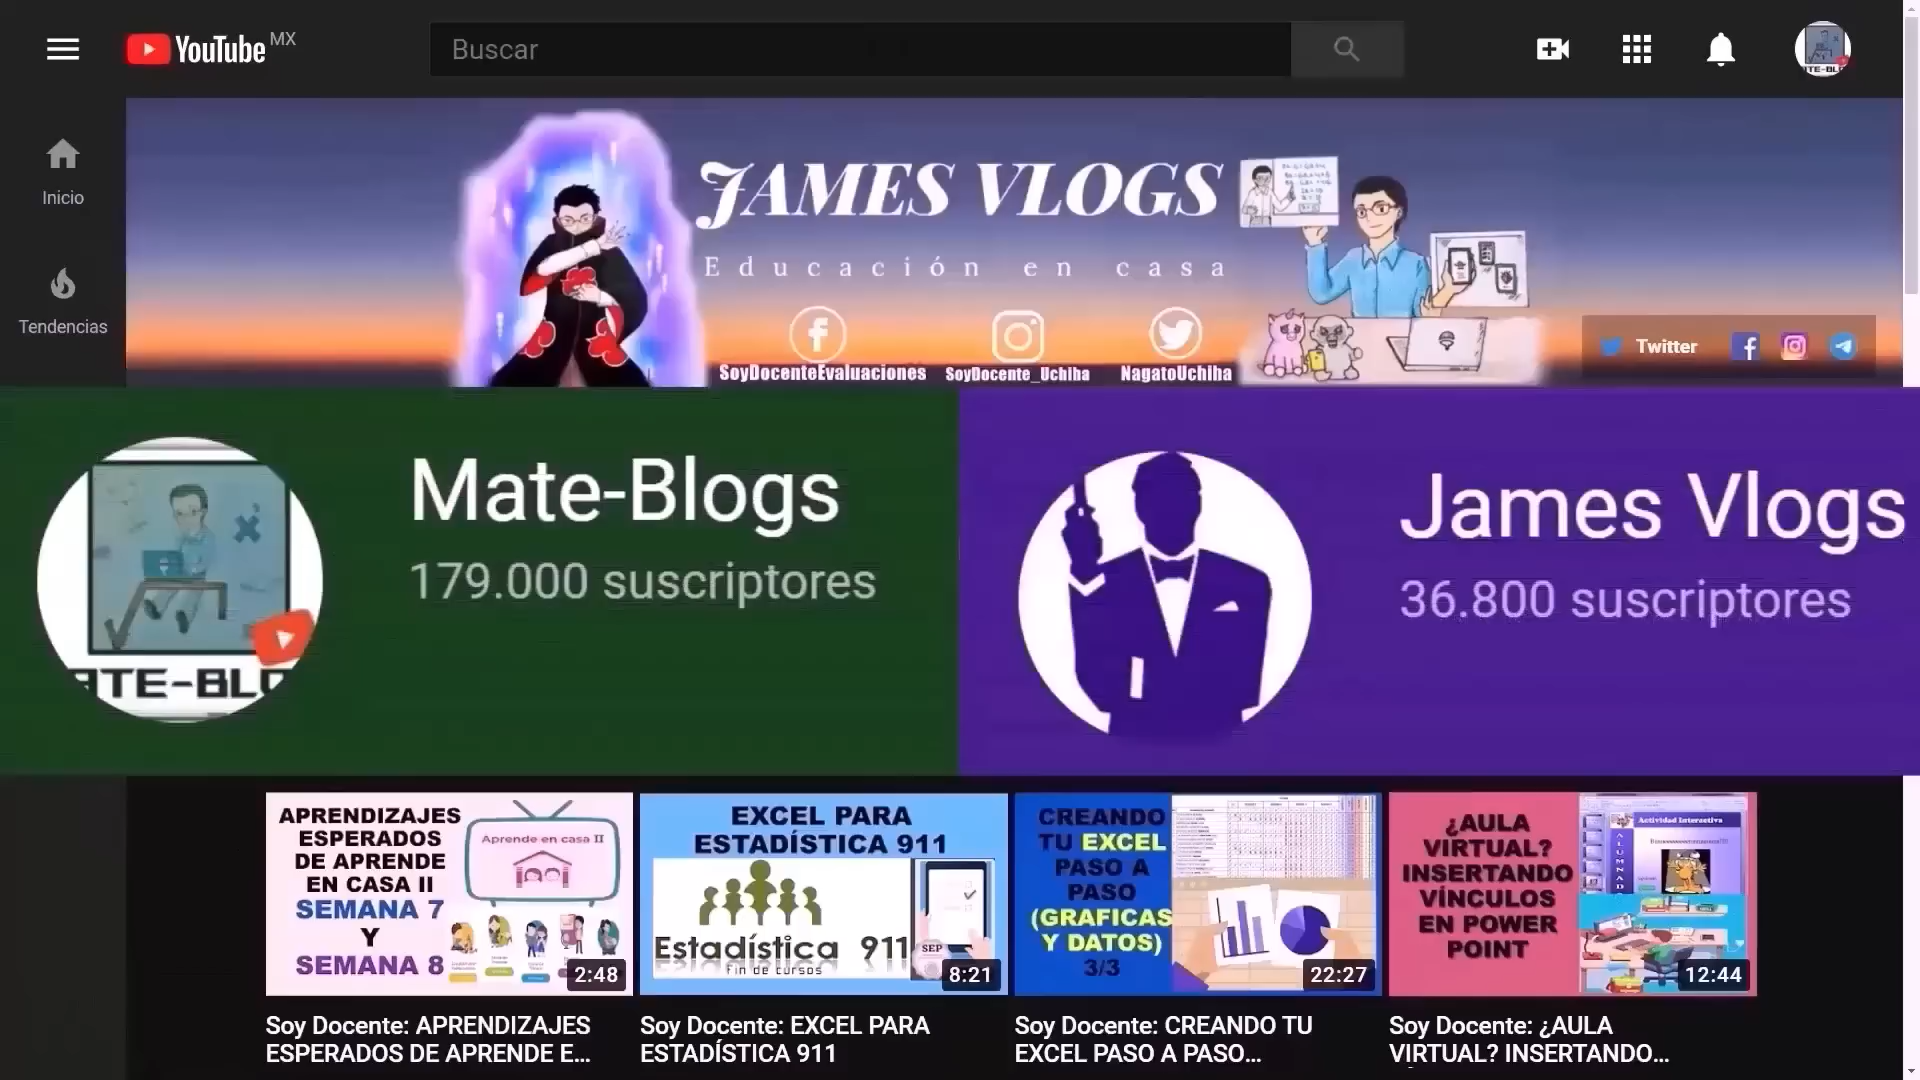 YouTube MX
Buscar
Inicio
Tendencias
JAMES VLOGS
Educación en casa
SoyDocenteEvaluaciones
SoyDocente_Uchiha
NagatoUchiha
Twitter
Mate-Blogs
179.000 suscriptores
ATE-BLO
James Vlogs
36.800 suscriptores
APRENDIZAJES
ESPERADOS
DE APRENDE
EN CASA II
SEMANA 7
Y
SEMANA 8
Aprende en casa II
2:48
EXCEL PARA
ESTADÍSTICA 911
Estadística 911
Fin de cursos
SEP
8:21
CREANDO
TU EXCEL
PASO A
PASO
(GRAFICAS
Y DATOS)
3/3
22:27
¿AULA
VIRTUAL?
INSERTANDO
VÍNCULOS
EN POWER
POINT
Actividad Interactiva
12:44
Soy Docente: APRENDIZAJES
ESPERADOS DE APRENDE E...
Soy Docente: EXCEL PARA
ESTADÍSTICA 911
Soy Docente: CREANDO TU
EXCEL PASO A PASO...
Soy Docente: ¿AULA
VIRTUAL? INSERTANDO...